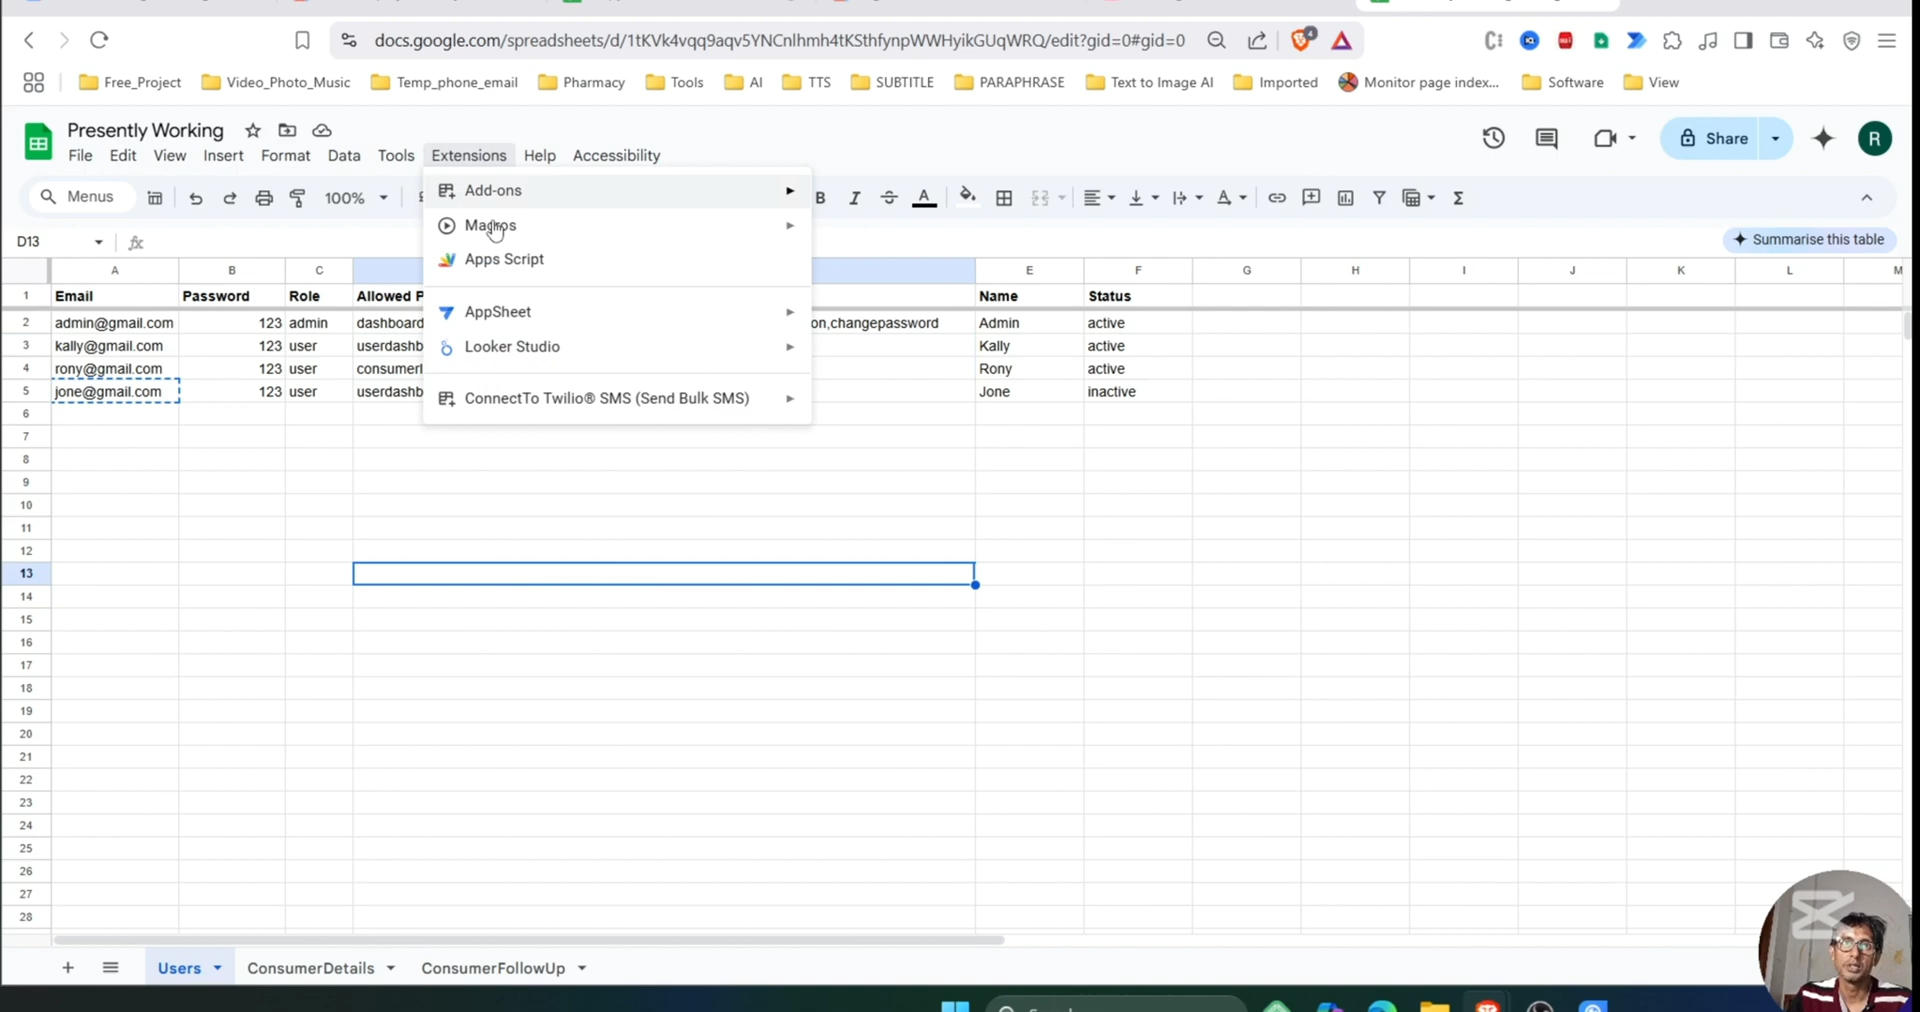 docs.google.com/spreadsheets/d/1tKVk4vqq9aqv5YNCnlhmh4tKSthfynpWWHyikGUqWRQ/edit?gid=0#gid=0
4
Free_Project Video_Photo_Music Temp_phone_email Pharmacy Tools AI TTS SUBTITLE PARAPHRASE Text to Image AI Imported Monitor page index... Software View
Presently Working
Share
R
File Edit View Insert Format Data Tools Extensions Help Accessibility
Menus 100% B I A A Σ
Add-ons
Macros
Apps Script
AppSheet
Looker Studio
ConnectTo Twilio® SMS (Send Bulk SMS)
D13 fx Summarise this table
A B C E F G H I J K L M
1 Email Password Role Allowed P Name Status
2 admin@gmail.com 123 admin dashboard on,changepassword Admin active
3 kally@gmail.com 123 user userdashb Kally active
4 rony@gmail.com 123 user consumerI Rony active
5 jone@gmail.com 123 user userdashb Jone inactive
6
7
8
9
10
11
12
13
14
15
16
17
18
19
20
21
22
23
24
25
26
27
28
Users ConsumerDetails ConsumerFollowUp